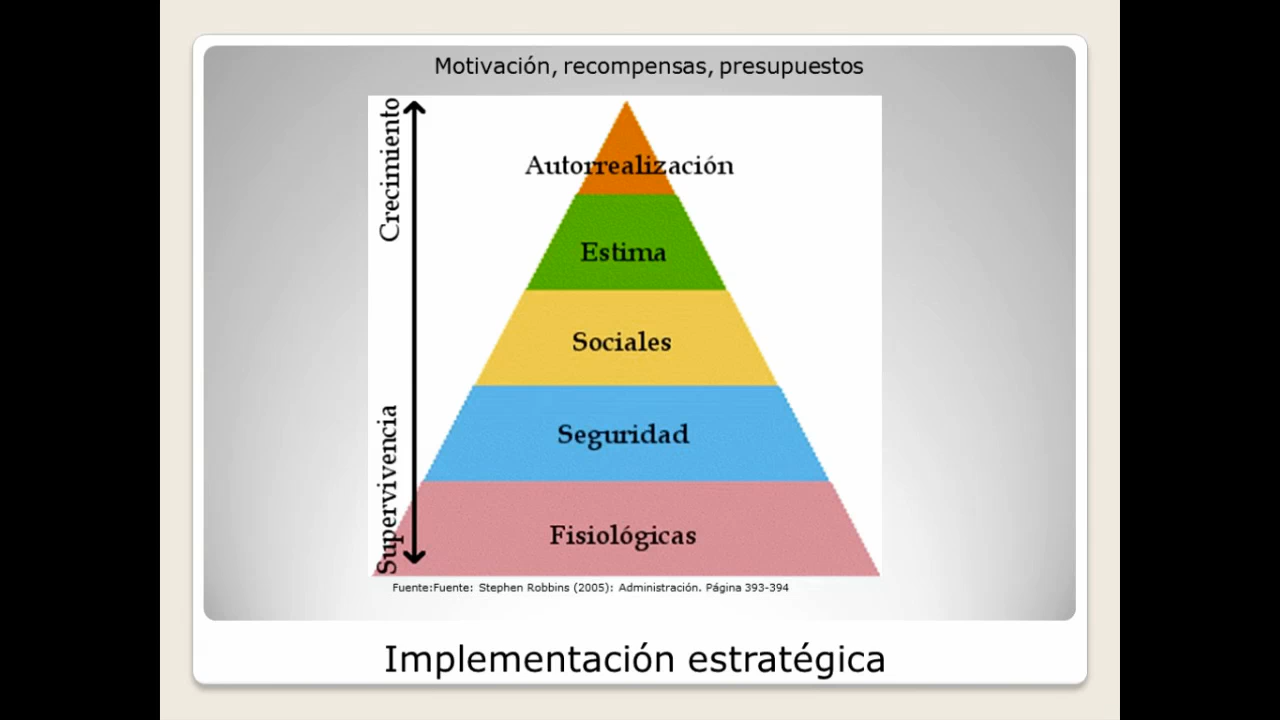 Motivación, recompensas, presupuestos
Crecimiento
Autorrealización
Estima
Sociales
Supervivencia
Seguridad
Fisiológicas
Fuente:Fuente: Stephen Robbins (2005): Administración. Página 393-394
Implementación estratégica